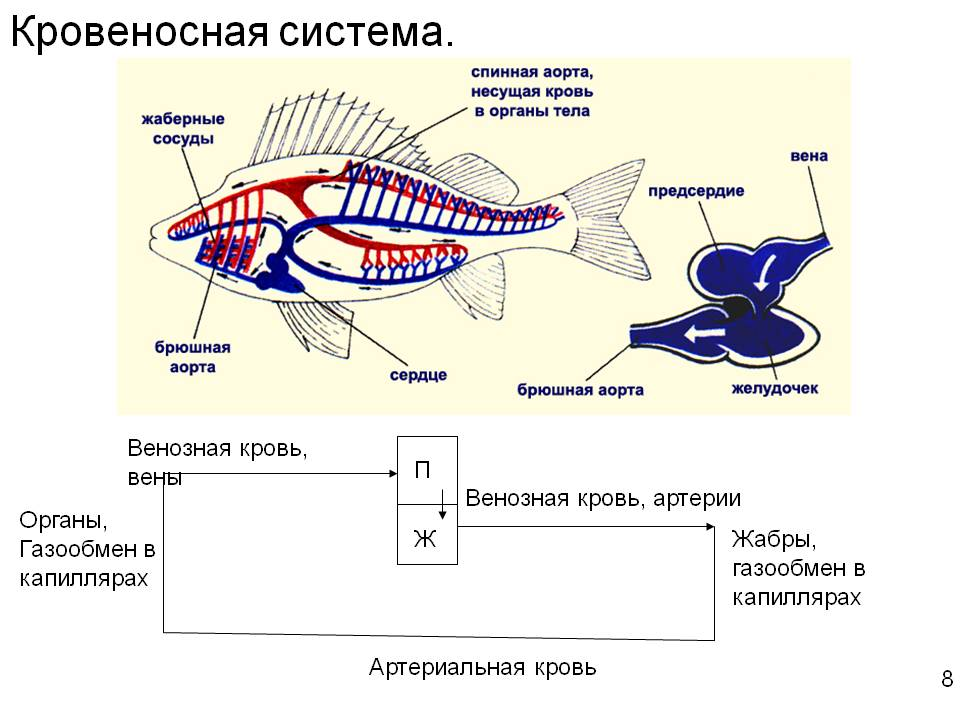 Кровеносная система.
спинная аорта,
несущая кровь
в органы тела
жаберные
сосуды
вена
предсердие
брюшная
аорта
сердце
брюшная аорта
желудочек
Венозная кровь,
вены
П
Венозная кровь, артерии
Органы,
Газообмен в
капиллярах
Ж
Жабры,
газообмен в
капиллярах
Артериальная кровь
8